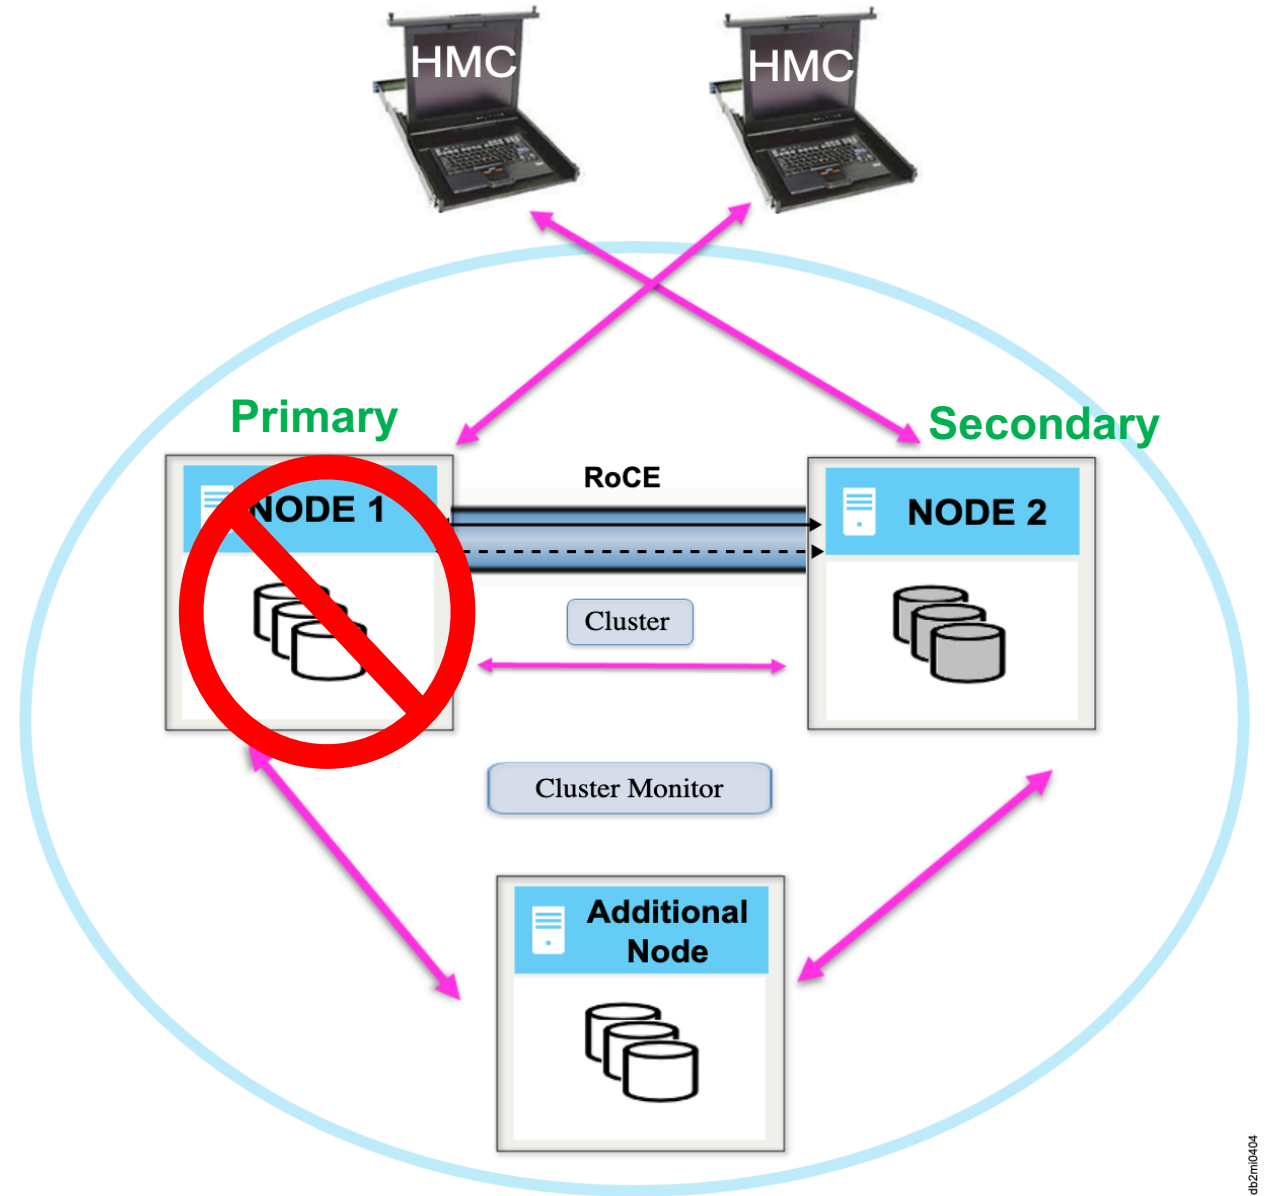 HMC
HMC
Primary
Secondary
RoCE
NODE 1
NODE 2
Cluster
Cluster Monitor
Additional
Node
db2mi0404